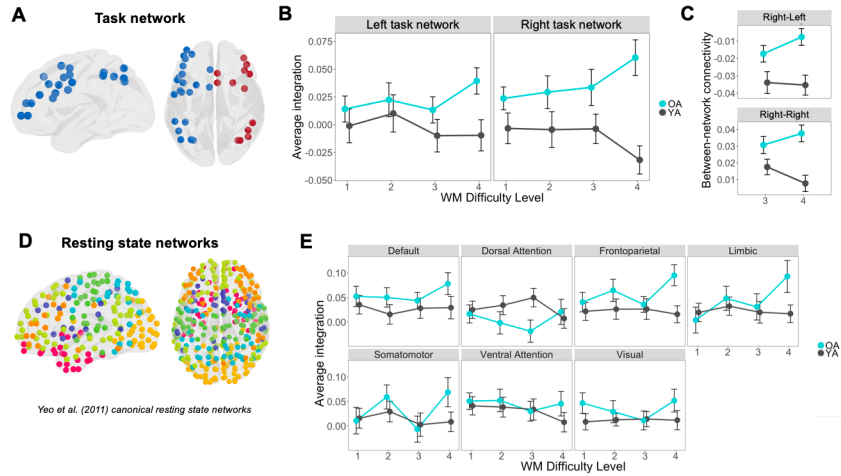 A
Task network
B
Left task network
Right task network
Average integration
0.075
0.050
0.025
0.000
-0.025
-0.050
1
2
3
4
1
2
3
4
WM Difficulty Level
OA
YA
C
Right-Left
-0.01
-0.02
-0.03
-0.04
Right-Right
0.04
0.03
0.02
0.01
3
4
Between-network connectivity
D
Resting state networks
Yeo et al. (2011) canonical resting state networks
E
Default
Dorsal Attention
Frontoparietal
Limbic
0.10
0.05
0.00
1
2
3
4
Somatomotor
Ventral Attention
Visual
0.10
0.05
0.00
1
2
3
4
1
2
3
4
1
2
3
4
Average integration
WM Difficulty Level
OA
YA